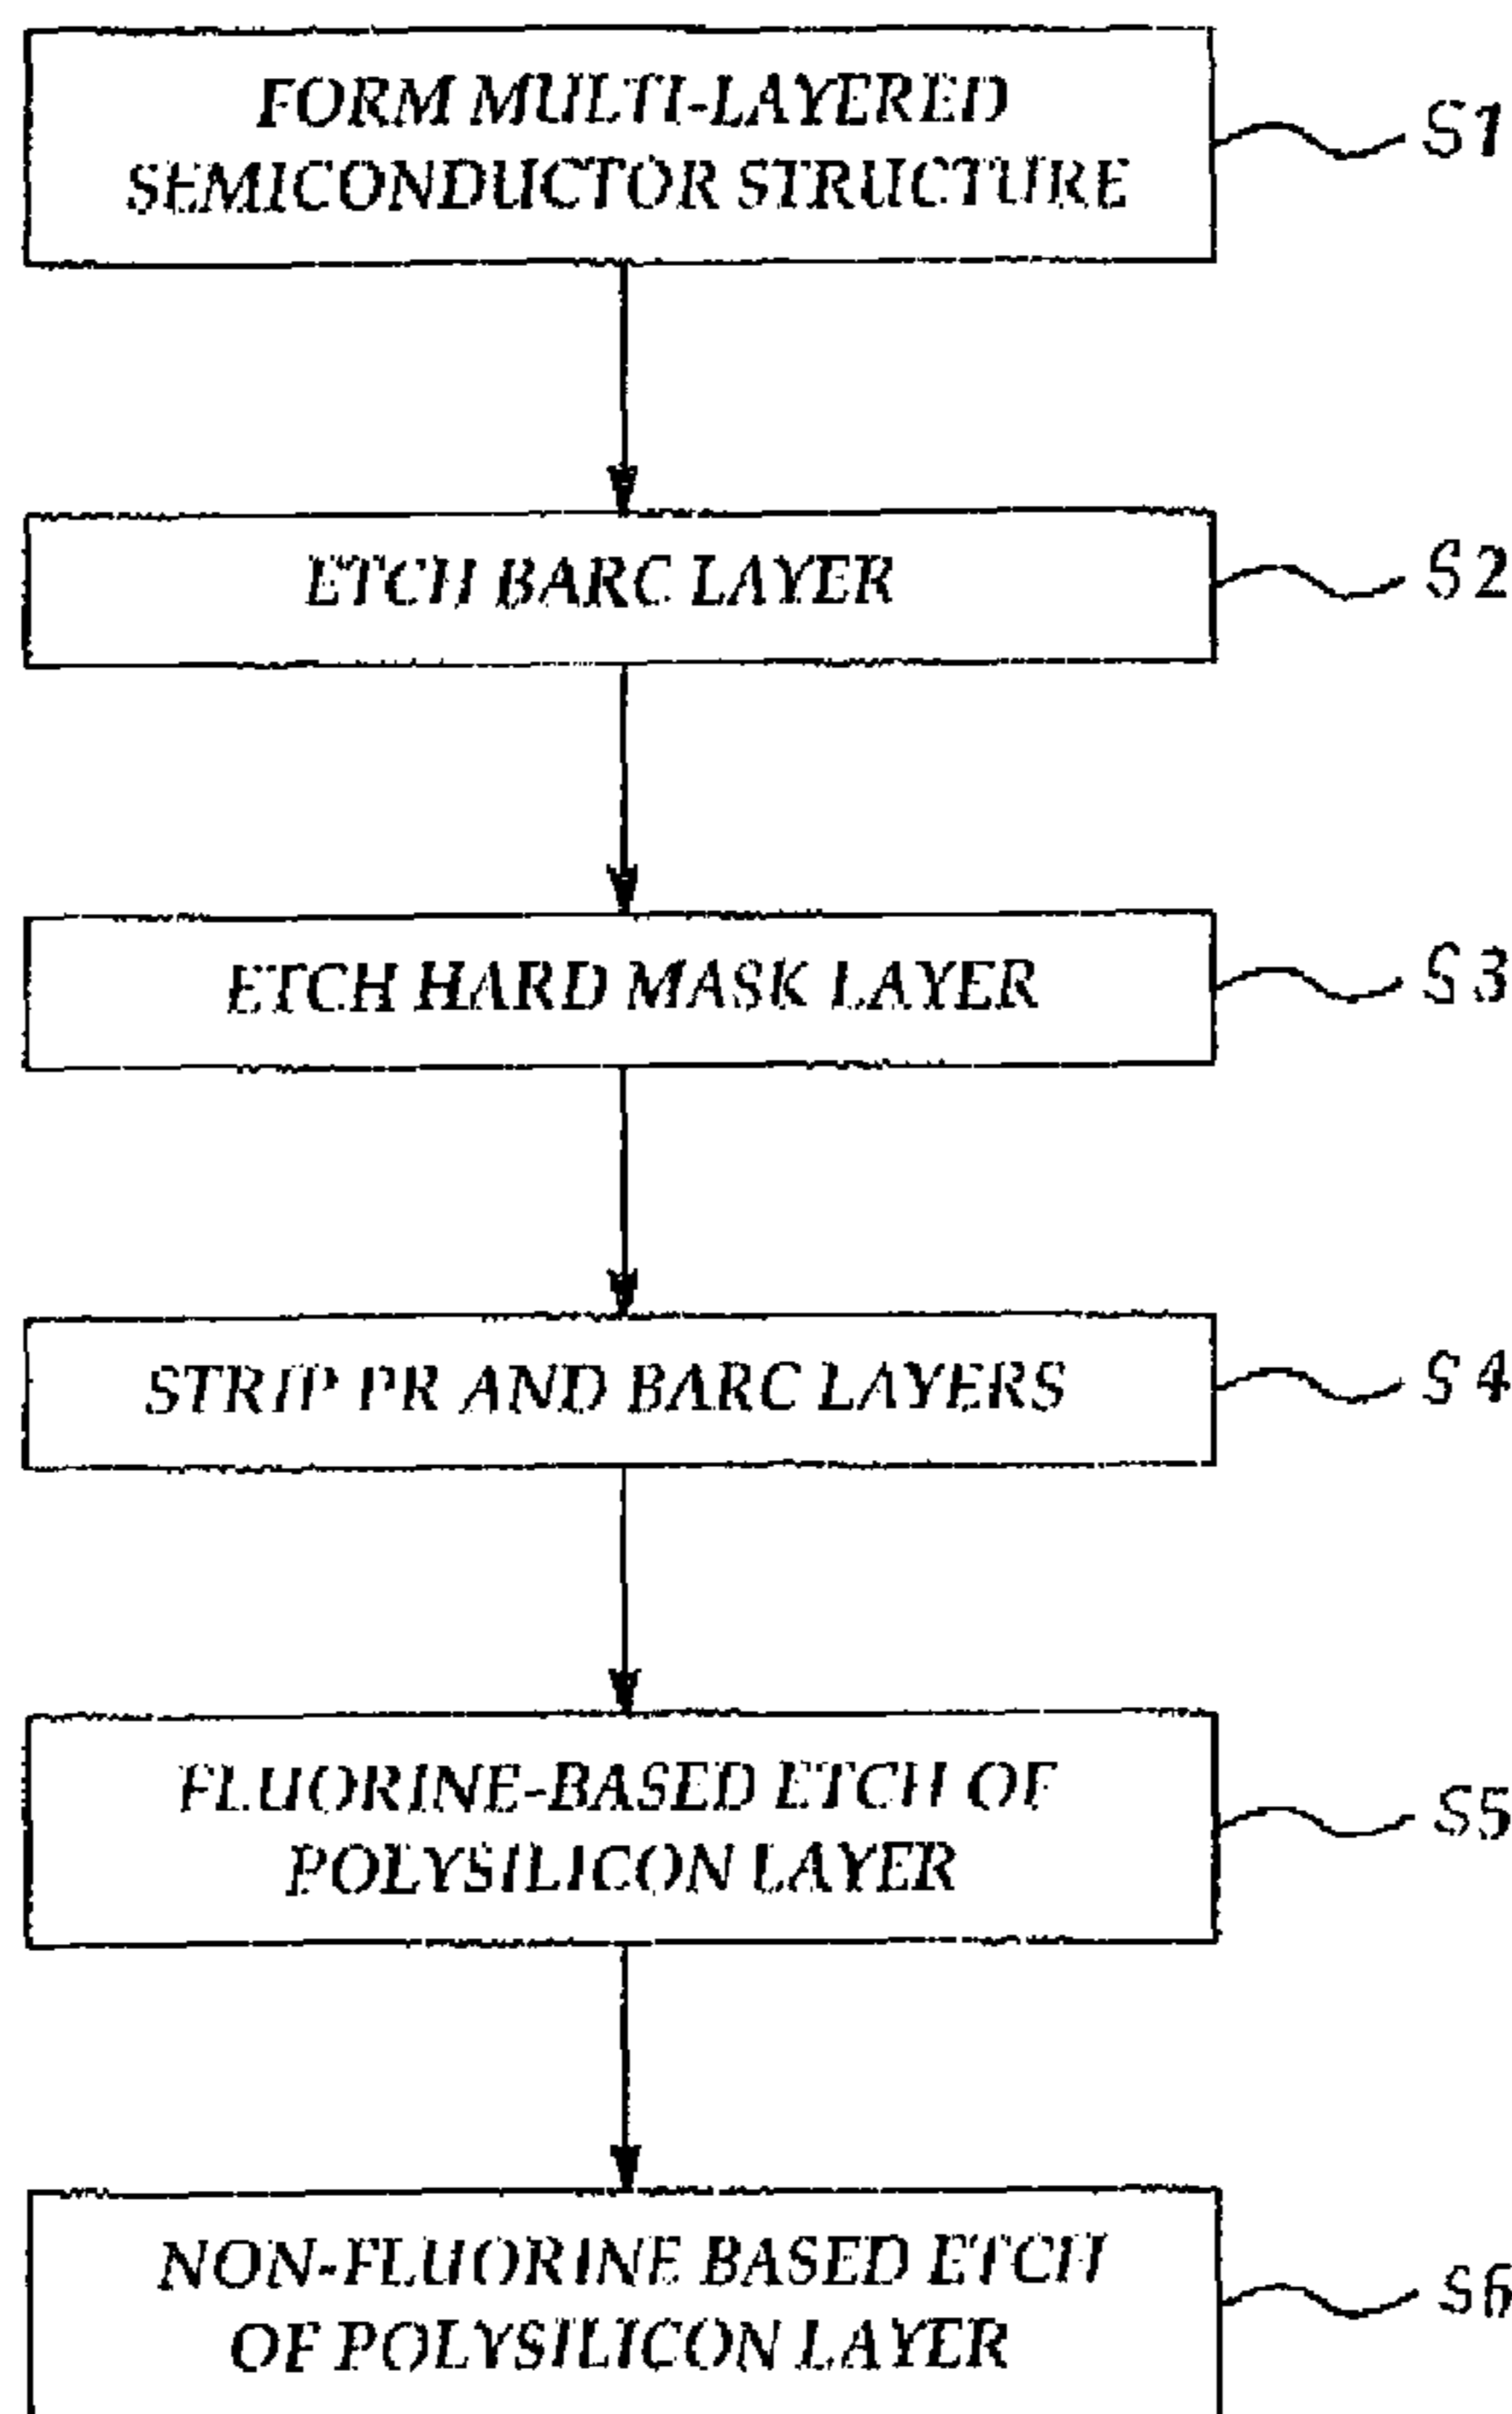 FORM MULTI-LAYERED
SEMICONDUCTOR STRUCTURE
S1
ETCH BARC LAYER
S2
ETCH HARD MASK LAYER
S3
STRIP PR AND BARC LAYERS
S4
FLUORINE-BASED ETCH OF
POLYSILICON LAYER
S5
NON-FLUORINE BASED ETCH
OF POLYSILICON LAYER
S6